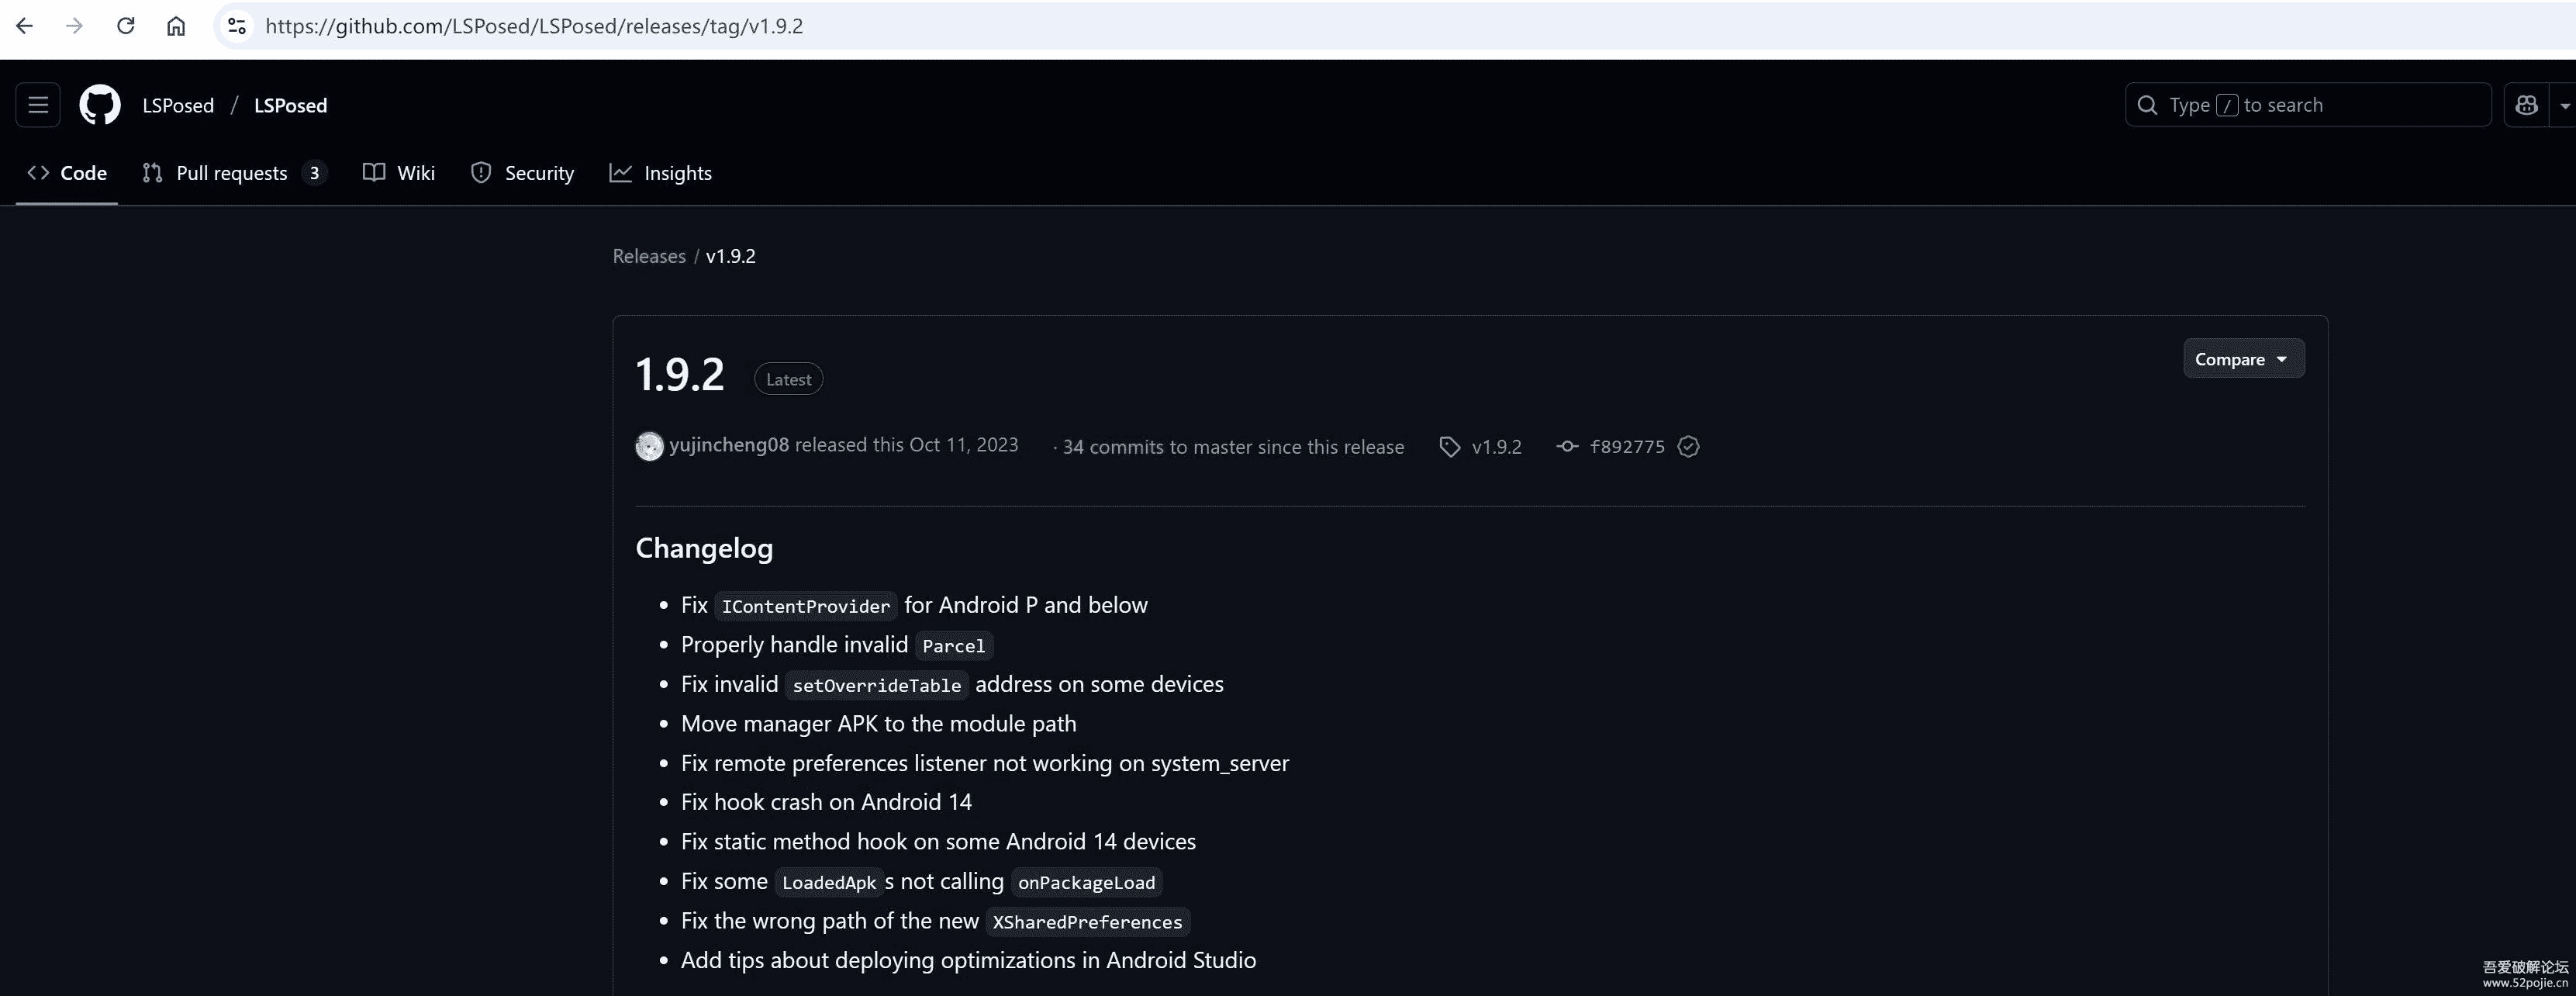 https://github.com/LSPosed/LSPosed/releases/tag/v1.9.2
LSPosed / LSPosed
Type / to search
Code Pull requests 3 Wiki Security Insights
Releases / v1.9.2
1.9.2 Latest
Compare
yujincheng08 released this Oct 11, 2023 · 34 commits to master since this release v1.9.2 f892775
Changelog
• Fix IContentProvider for Android P and below
• Properly handle invalid Parcel
• Fix invalid setOverrideTable address on some devices
• Move manager APK to the module path
• Fix remote preferences listener not working on system_server
• Fix hook crash on Android 14
• Fix static method hook on some Android 14 devices
• Fix some LoadedApk s not calling onPackageLoad
• Fix the wrong path of the new XSharedPreferences
• Add tips about deploying optimizations in Android Studio
吾爱破解论坛
www.52pojie.cn